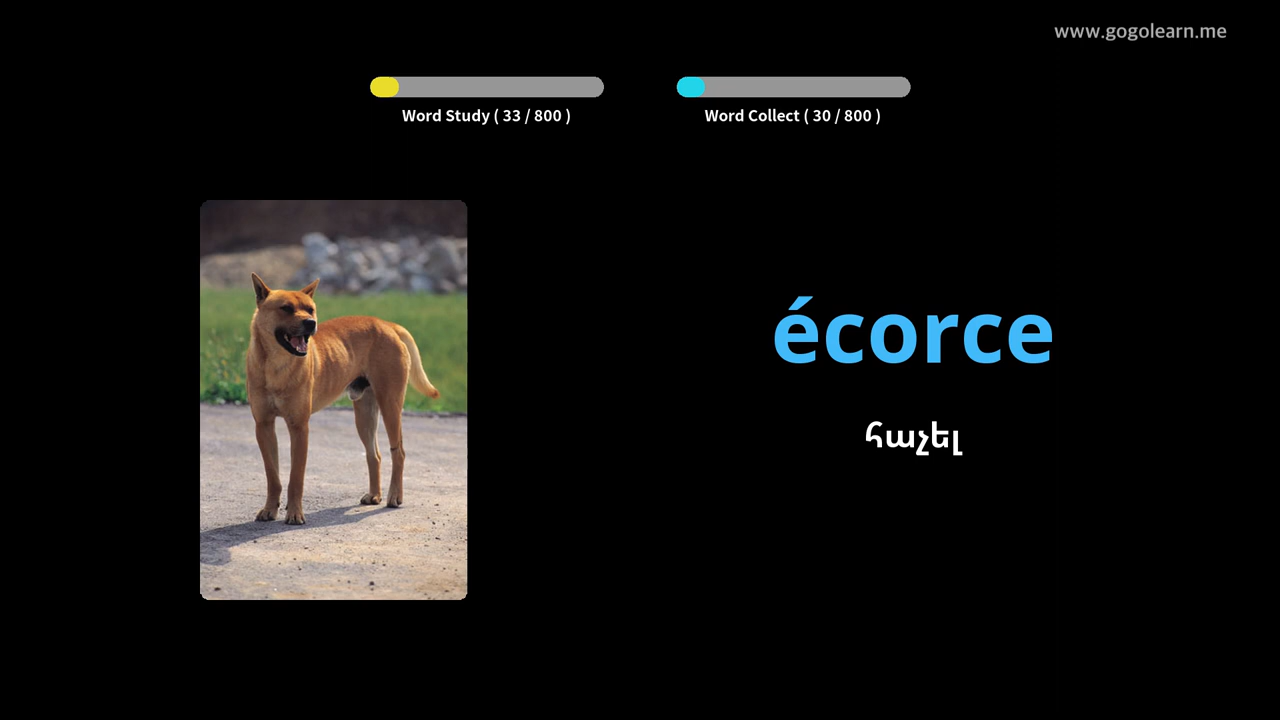 www.gogolearn.me
Word Study ( 33 / 800 )
Word Collect ( 30 / 800 )
écorce
հաչել